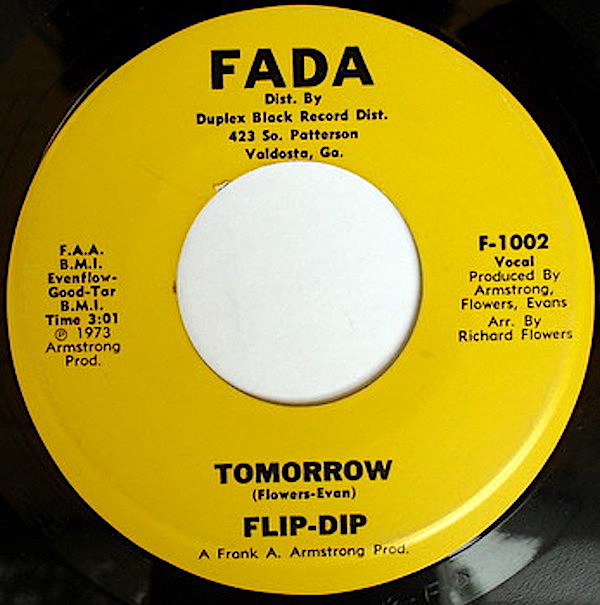 FADA
Dist. By
Duplex Black Record Dist.
423 So. Patterson
Valdosta, Ga.
F.A.A.
B.M.I.
Evenflow-
Good-Tar
B.M.I.
Time 3:01
℗ 1973
Armstrong
Prod.
F-1002
Vocal
Produced By
Armstrong,
Flowers, Evans
Arr. By
Richard Flowers
TOMORROW
(Flowers-Evan)
FLIP-DIP
A Frank A. Armstrong Prod.